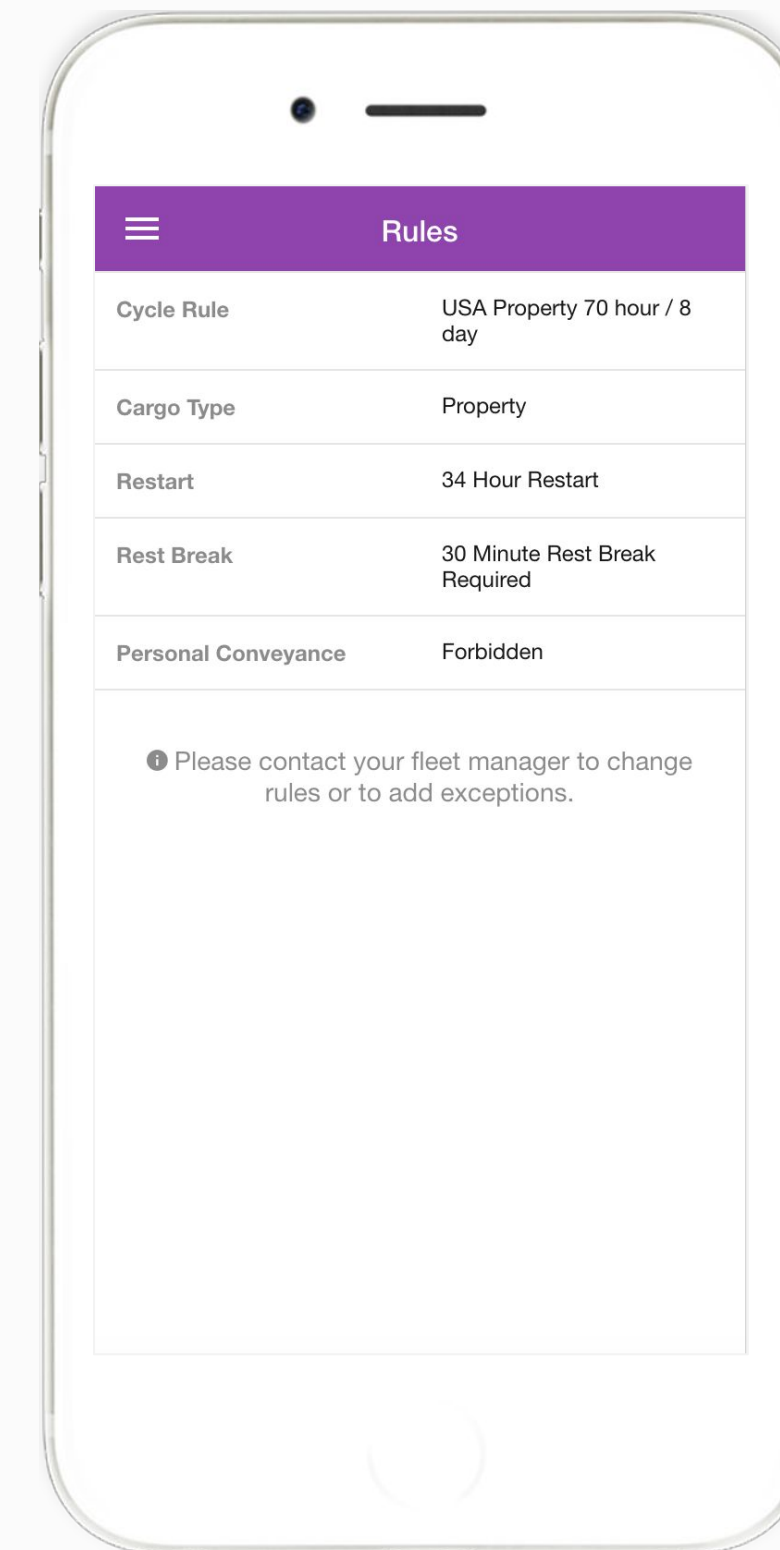 Rules
Cycle Rule
USA Property 70 hour / 8
day
Cargo Type
Property
Restart
34 Hour Restart
Rest Break
30 Minute Rest Break
Required
Personal Conveyance
Forbidden
Please contact your fleet manager to change
rules or to add exceptions.